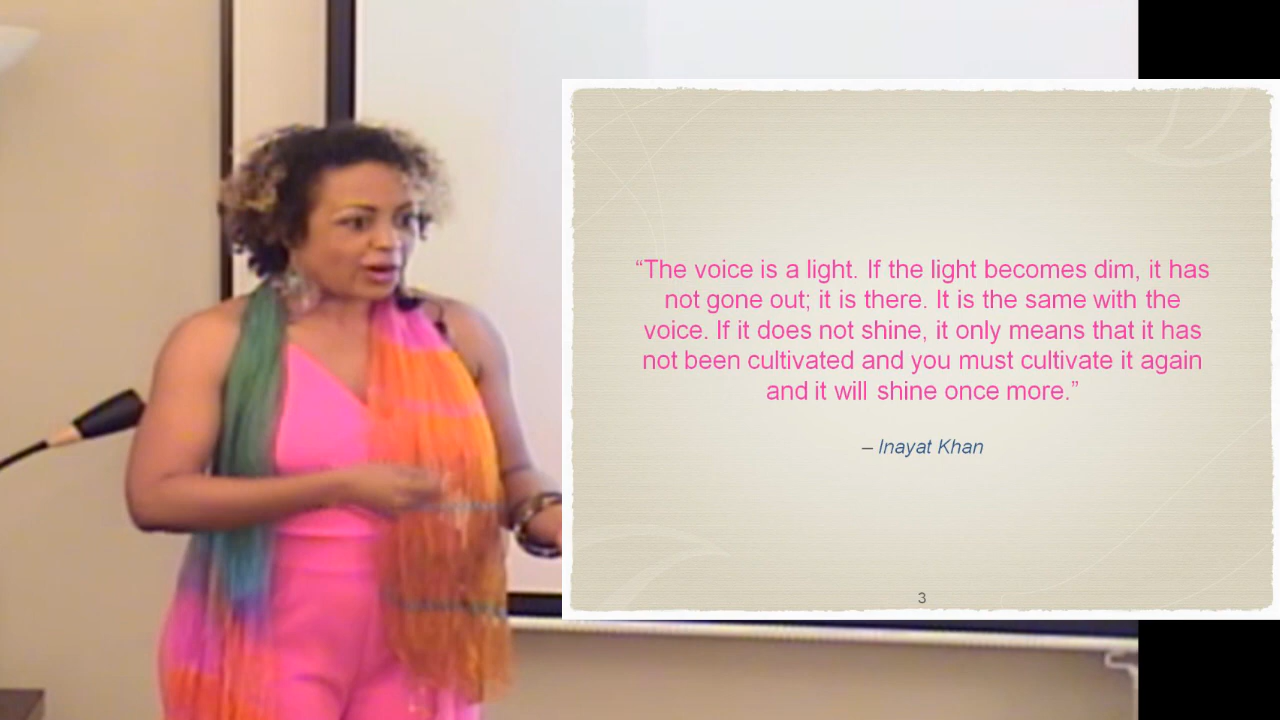 “The voice is a light. If the light becomes dim, it has
not gone out; it is there. It is the same with the
voice. If it does not shine, it only means that it has
not been cultivated and you must cultivate it again
and it will shine once more.”
– Inayat Khan
3